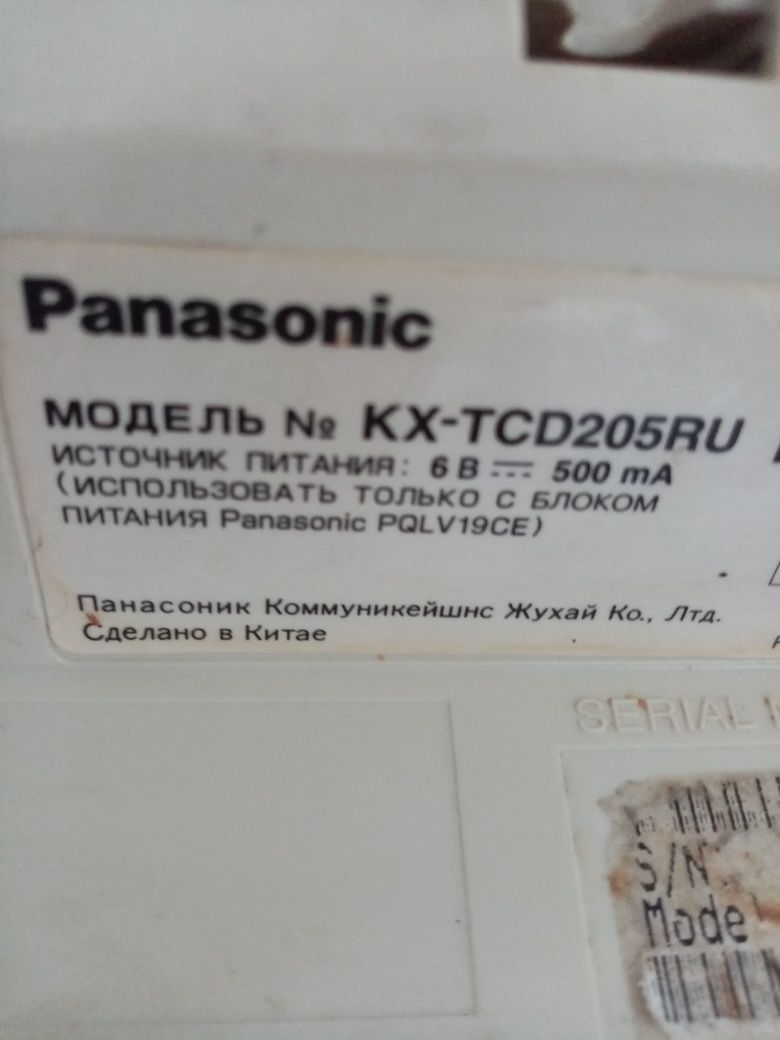 Panasonic
МОДЕЛЬ № KX-TCD205RU
ИСТОЧНИК ПИТАНИЯ: 6 В ⎓ 500 mA
(ИСПОЛЬЗОВАТЬ ТОЛЬКО С БЛОКОМ
ПИТАНИЯ Panasonic PQLV19CE)
Панасоник Коммуникейшнс Жухай Ко., Лтд.
Сделано в Китае
SERIAL
S/N
Mode